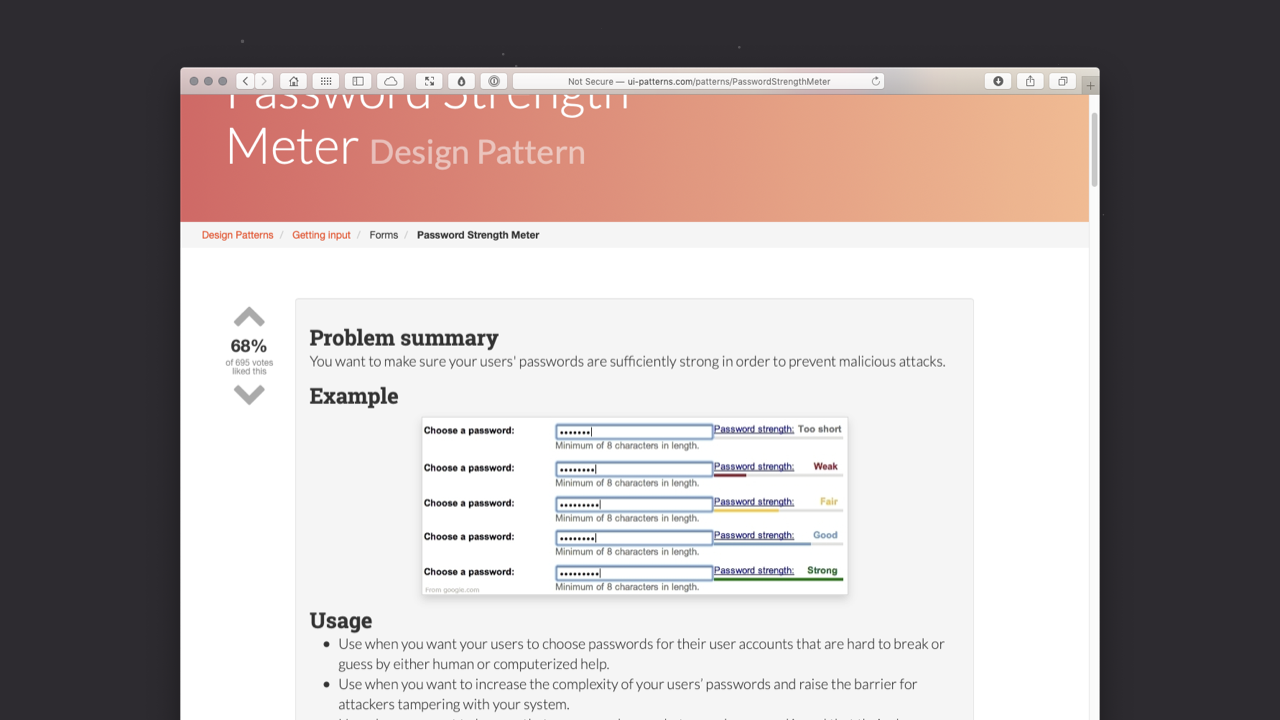 Not Secure — ui-patterns.com/patterns/PasswordStrengthMeter
Password Strength
Meter Design Pattern
Design Patterns / Getting input / Forms / Password Strength Meter
68%
of 695 votes
liked this
Problem summary
You want to make sure your users' passwords are sufficiently strong in order to prevent malicious attacks.
Example
Choose a password: Password strength: Too short
Minimum of 8 characters in length.
Choose a password: Password strength: Weak
Minimum of 8 characters in length.
Choose a password: Password strength: Fair
Minimum of 8 characters in length.
Choose a password: Password strength: Good
Minimum of 8 characters in length.
Choose a password: Password strength: Strong
Minimum of 8 characters in length.
From google.com
Usage
• Use when you want your users to choose passwords for their user accounts that are hard to break or
guess by either human or computerized help.
• Use when you want to increase the complexity of your users' passwords and raise the barrier for
attackers tampering with your system.